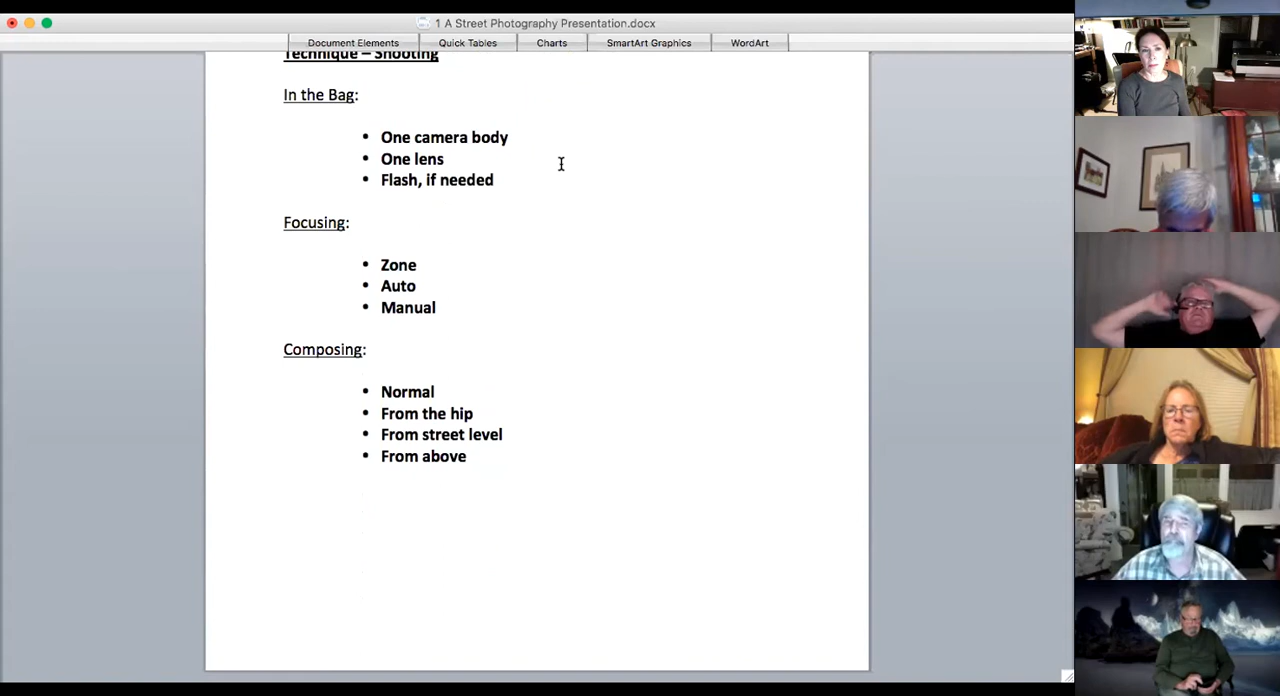 1 A Street Photography Presentation.docx
Document Elements Quick Tables Charts SmartArt Graphics WordArt
Technique – Shooting
In the Bag:
• One camera body
• One lens
• Flash, if needed
Focusing:
• Zone
• Auto
• Manual
Composing:
• Normal
• From the hip
• From street level
• From above